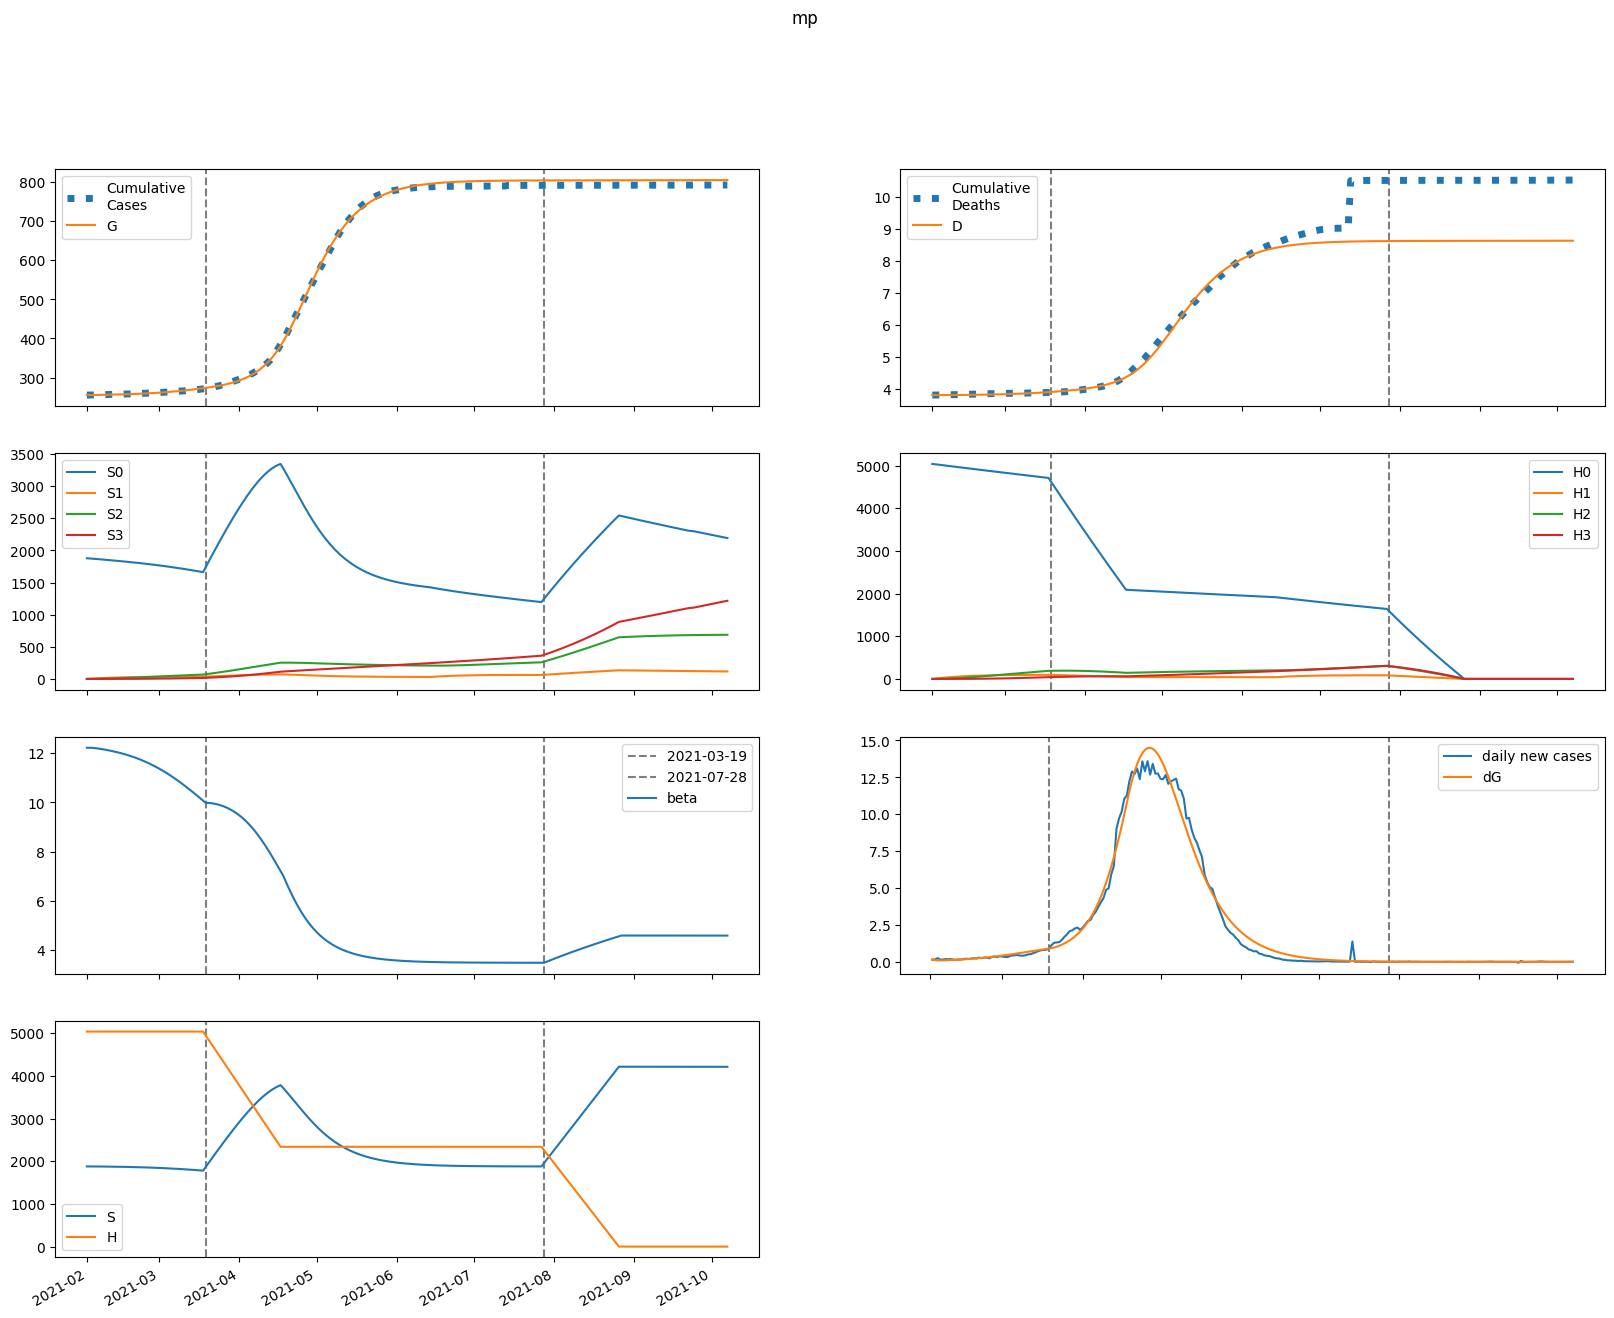 mp
800
700
600
500
400
300
Cumulative
Cases
G
10
9
8
7
6
5
4
Cumulative
Deaths
D
3500
3000
2500
2000
1500
1000
500
0
S0
S1
S2
S3
5000
4000
3000
2000
1000
0
H0
H1
H2
H3
12
10
8
6
4
2021-03-19
2021-07-28
beta
15.0
12.5
10.0
7.5
5.0
2.5
0.0
daily new cases
dG
5000
4000
3000
2000
1000
0
S
H
2021-02
2021-03
2021-04
2021-05
2021-06
2021-07
2021-08
2021-09
2021-10